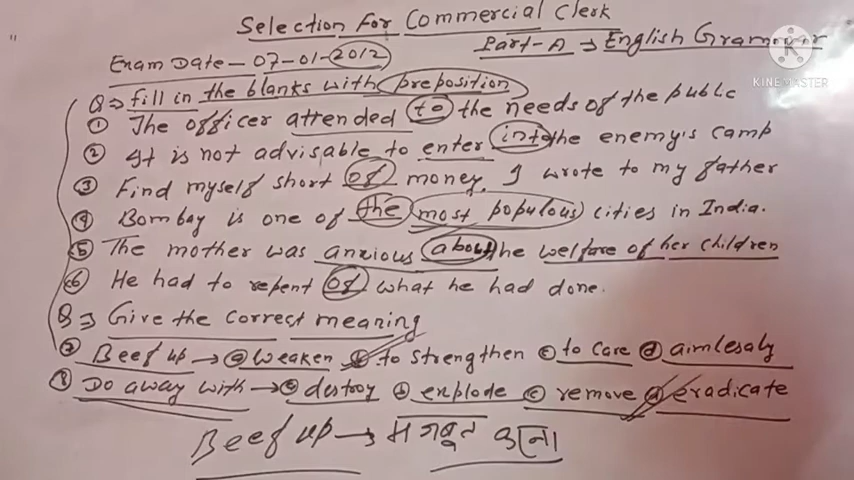 Selection For Commercial Clerk
Part-A ⇒ English Grammar
KINEMASTER
Exam Date - 07-01-2012
Q ⇒ fill in the blanks with preposition
① The officer attended to the needs of the public
② It is not advisable to enter into the enemy's camp
③ Find myself short of money. I wrote to my father
④ Bombay is one of the most populous cities in India.
⑤ The mother was anxious about the welfare of her children
⑥ He had to repent of what he had done.
Q ⇒ Give the correct meaning
⑦ Beef up → ⓐ weaken ⓑ to strengthen ⓒ to care ⓓ aimlesaly
⑧ Do away with → ⓐ destroy ⓑ explode ⓒ remove ⓓ eradicate
Beef up → मजबूत करना